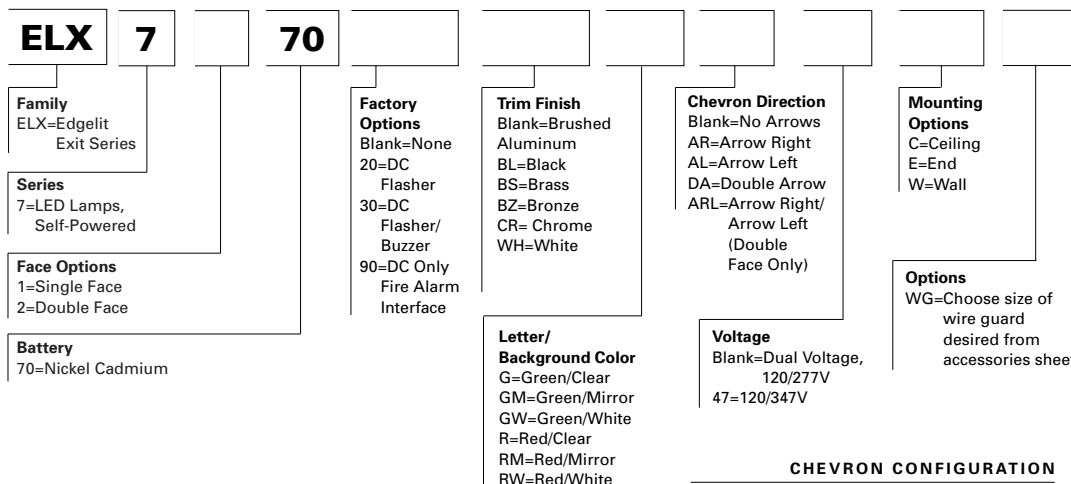 ELX 7 70
Family
ELX=Edgelit
Exit Series
Series
7=LED Lamps,
Self-Powered
Face Options
1=Single Face
2=Double Face
Battery
70=Nickel Cadmium
Factory
Options
Blank=None
20=DC
Flasher
30=DC
Flasher/
Buzzer
90=DC Only
Fire Alarm
Interface
Trim Finish
Blank=Brushed
Aluminum
BL=Black
BS=Brass
BZ=Bronze
CR= Chrome
WH=White
Letter/
Background Color
G=Green/Clear
GM=Green/Mirror
GW=Green/White
R=Red/Clear
RM=Red/Mirror
RW=Red/White
Chevron Direction
Blank=No Arrows
AR=Arrow Right
AL=Arrow Left
DA=Double Arrow
ARL=Arrow Right/
Arrow Left
(Double
Face Only)
Voltage
Blank=Dual Voltage,
120/277V
47=120/347V
Mounting
Options
C=Ceiling
E=End
W=Wall
Options
WG=Choose size of
wire guard
desired from
accessories sheet
CHEVRON CONFIGURATION